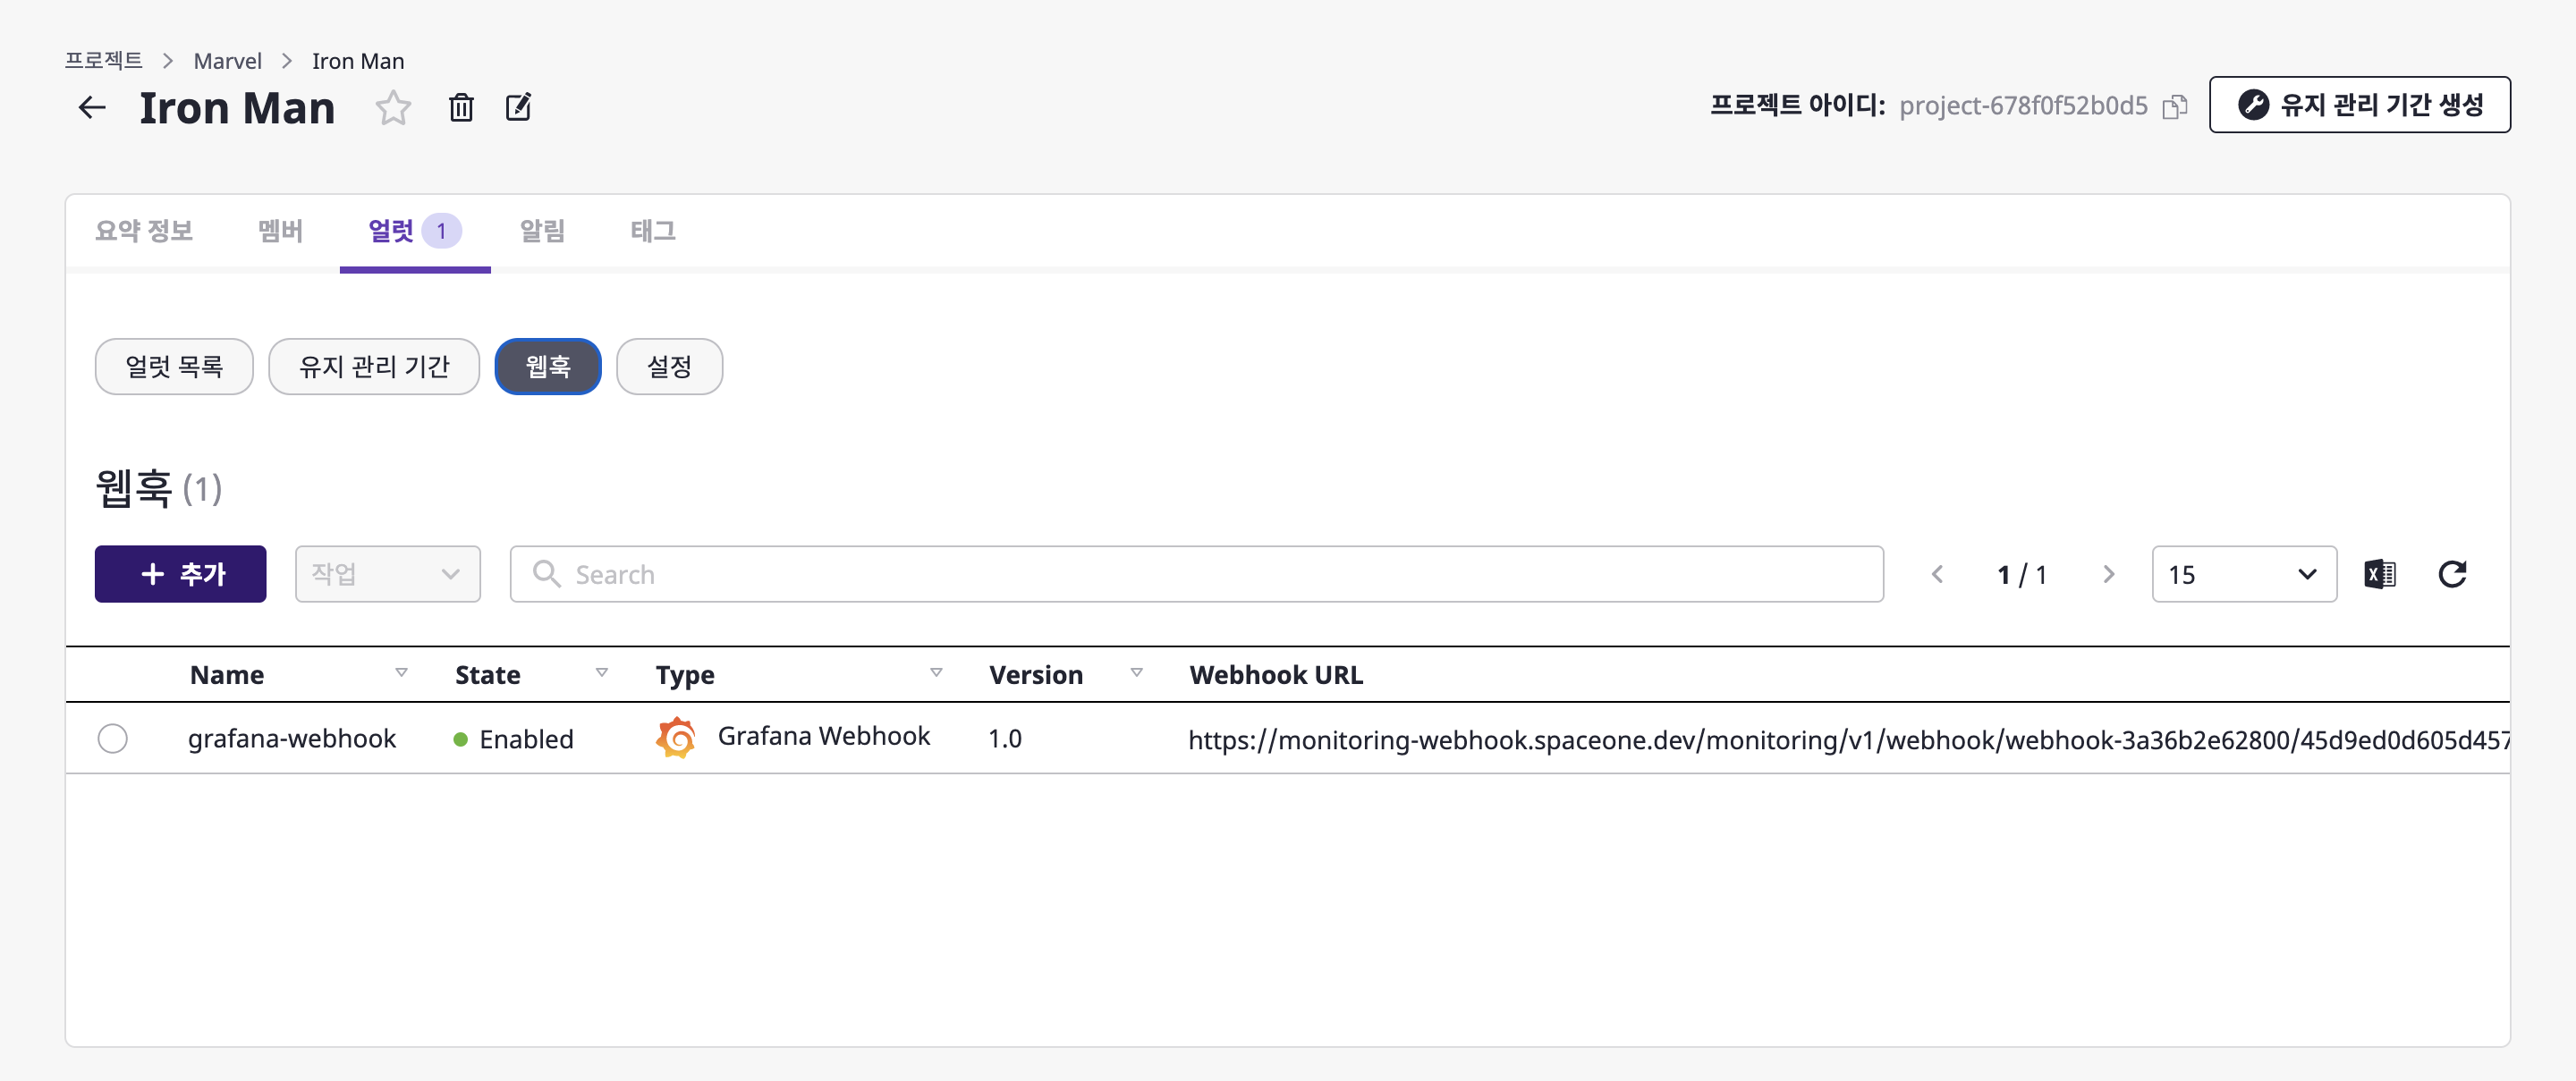 프로젝트 > Marvel > Iron Man
Iron Man
프로젝트 아이디: project-678f0f52b0d5
유지 관리 기간 생성
요약 정보 멤버 얼럿 1 알림 태그
얼럿 목록 유지 관리 기간 웹훅 설정
웹훅 (1)
+ 추가 작업 Search 1 / 1 15
Name State Type Version Webhook URL
grafana-webhook Enabled Grafana Webhook 1.0 https://monitoring-webhook.spaceone.dev/monitoring/v1/webhook/webhook-3a36b2e62800/45d9ed0d605d457